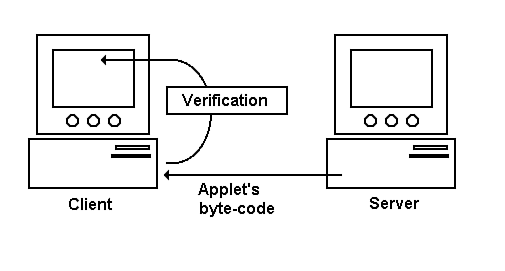 Verification
Applet's
byte-code
Client
Server